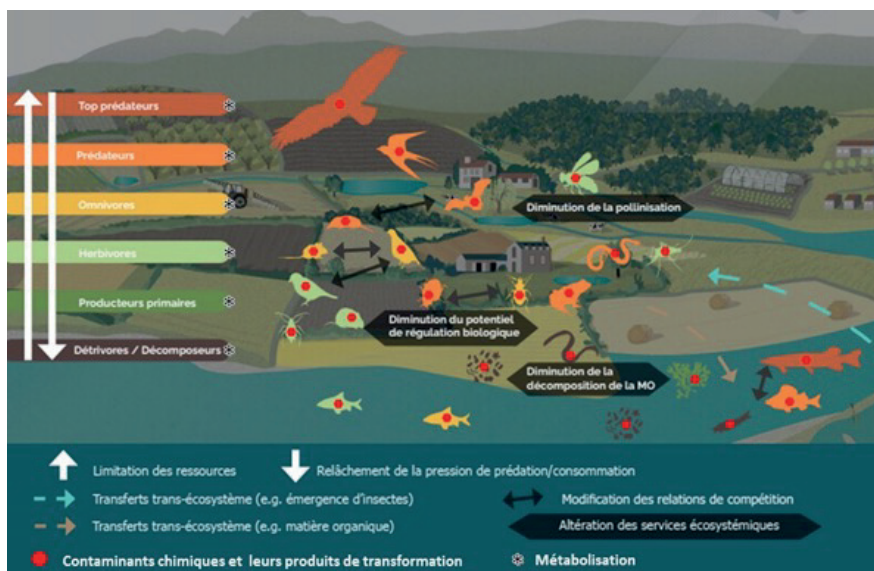 Top prédateurs
Prédateurs
Omnivores
Diminution de la pollinisation
Herbivores
Producteurs primaires
Diminution du potentiel
de régulation biologique
Détrivores / Décomposeurs
Diminution de la
décomposition de la MO
Limitation des ressources
Relâchement de la pression de prédation/consommation
Transferts trans-écosystème (e.g. émergence d'insectes)
Modification des relations de compétition
Transferts trans-écosystème (e.g. matière organique)
Altération des services écosystémiques
Contaminants chimiques et leurs produits de transformation
Métabolisation